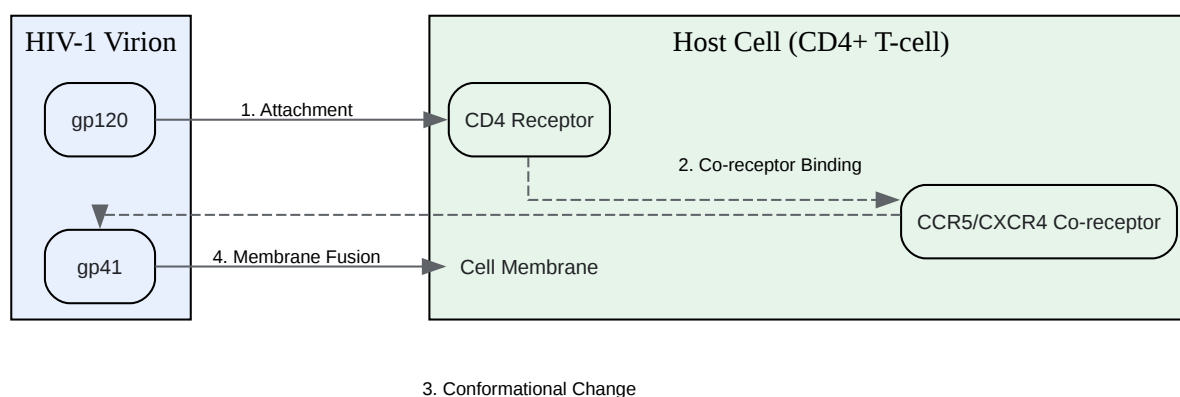 HIV-1 Virion
Host Cell (CD4+ T-cell)
gp120
1. Attachment
CD4 Receptor
2. Co-receptor Binding
CCR5/CXCR4 Co-receptor
gp41
4. Membrane Fusion
Cell Membrane
3. Conformational Change